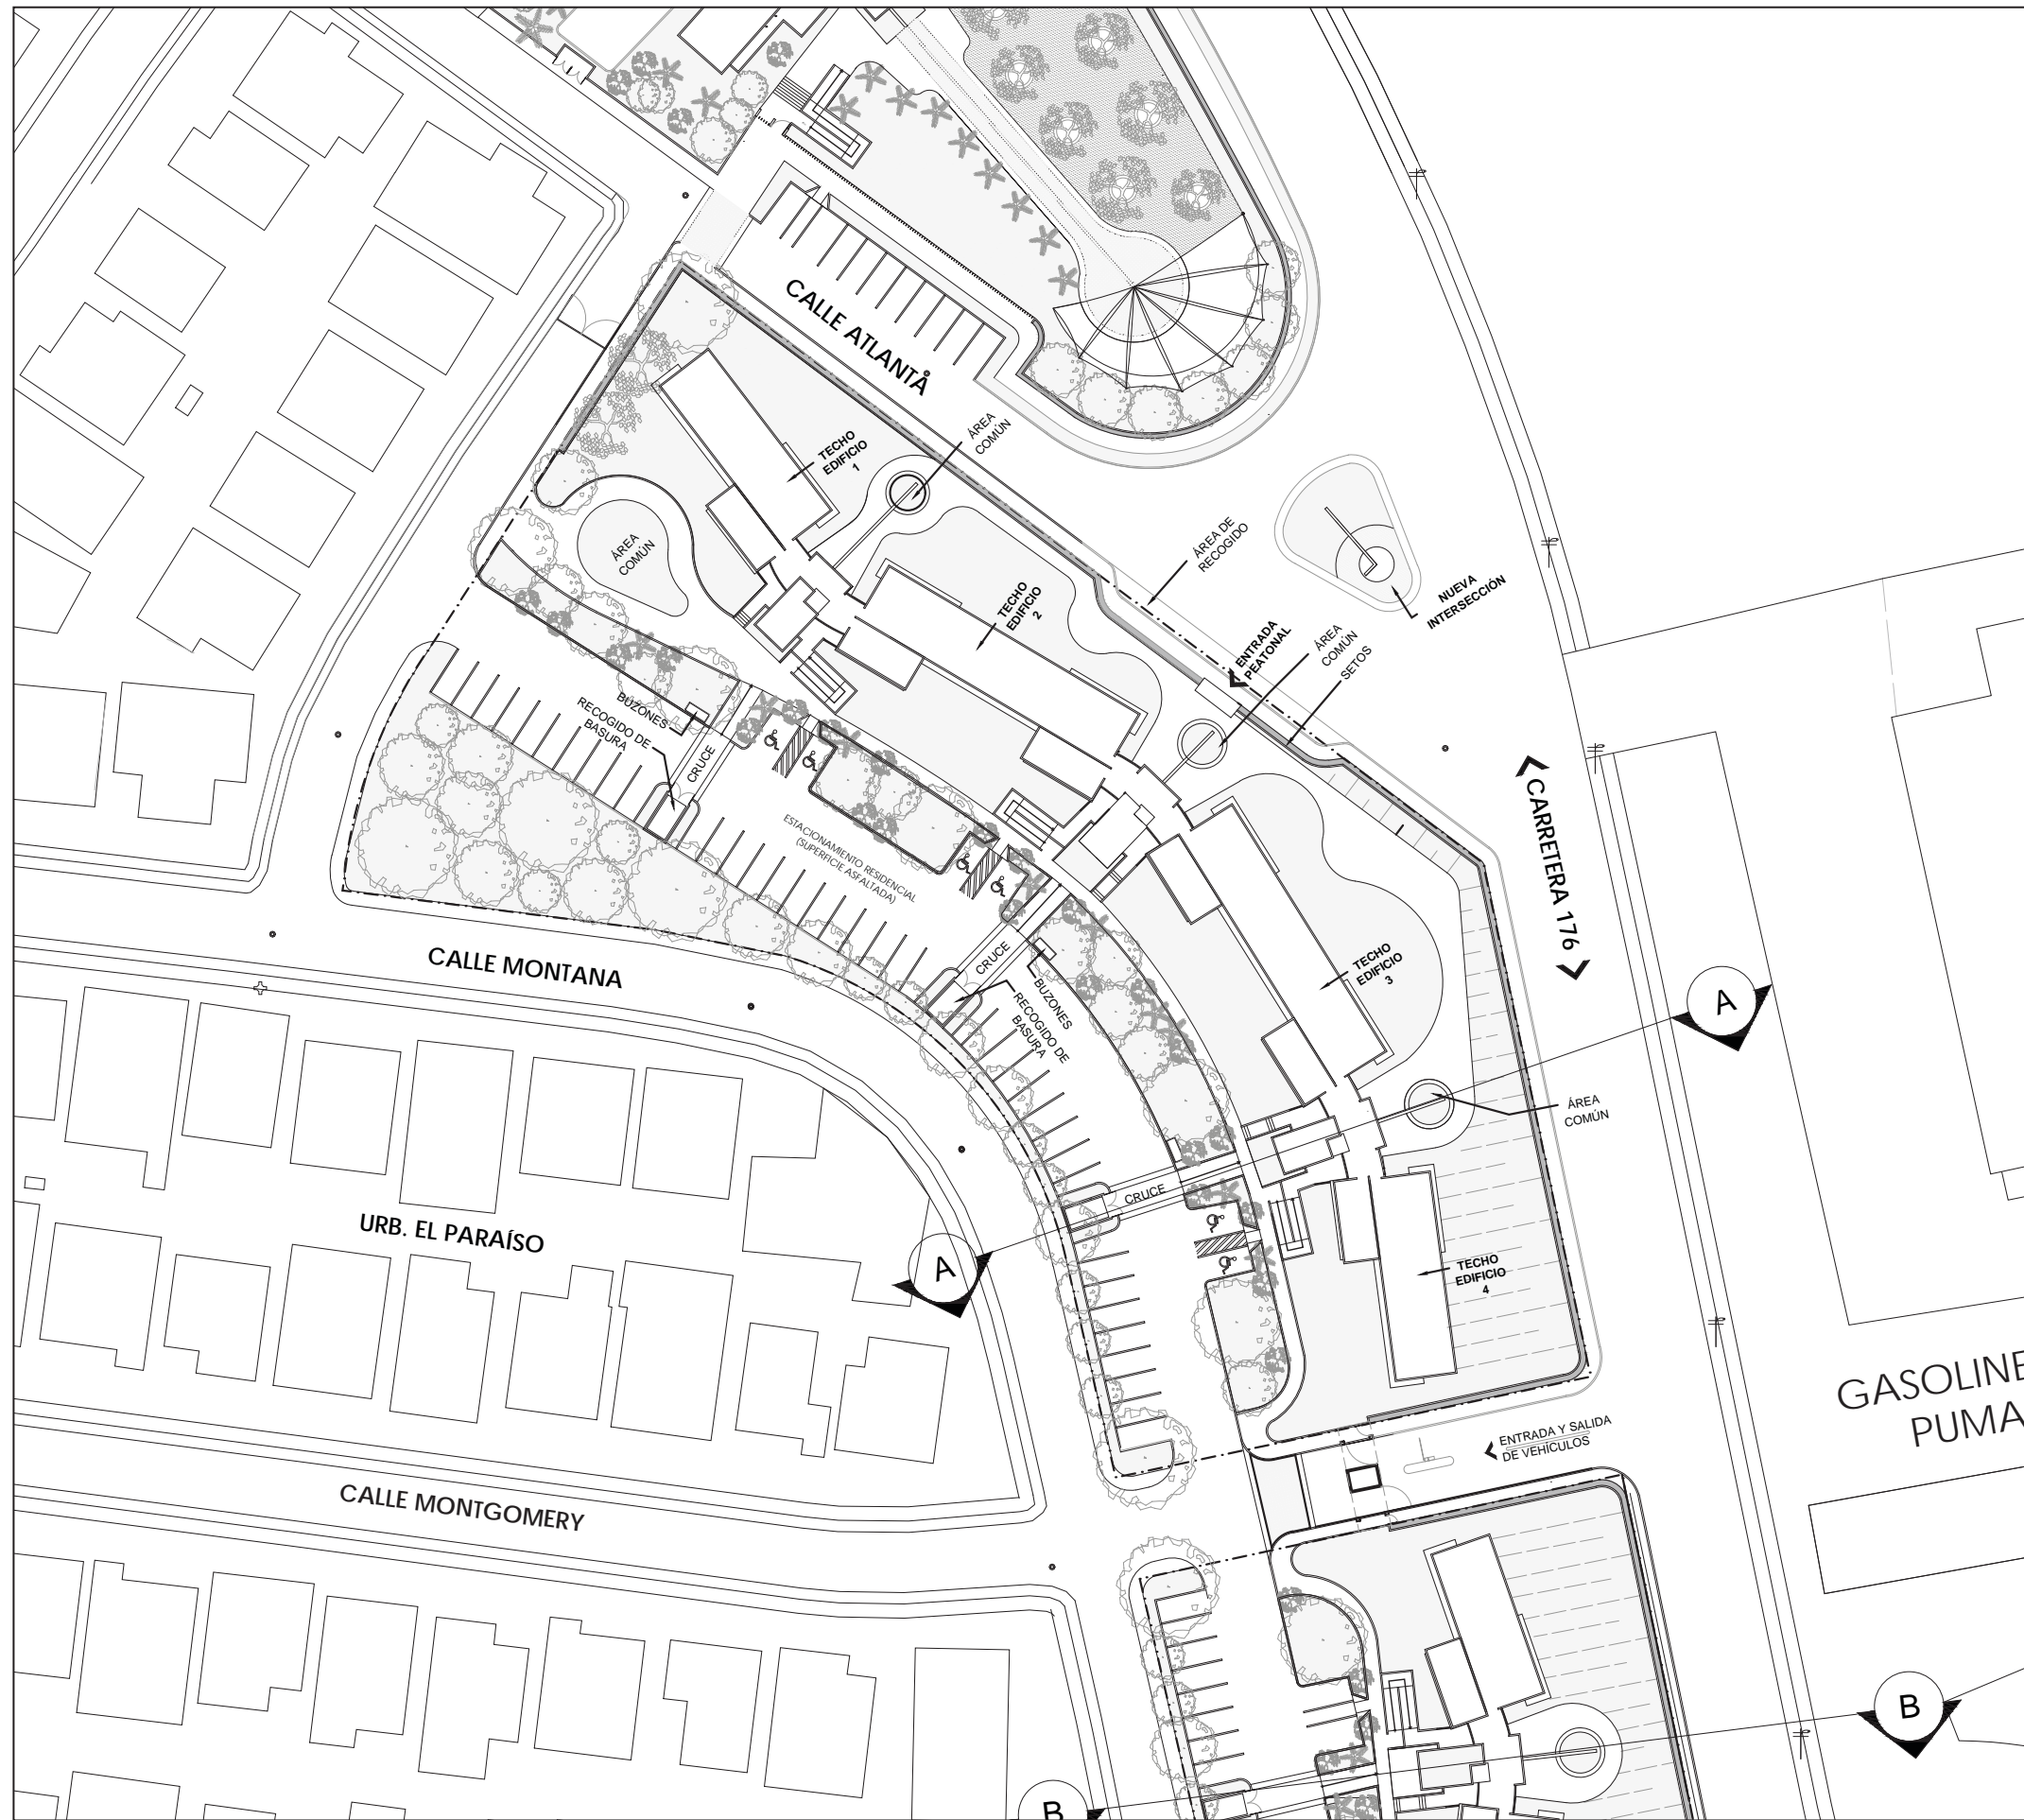 CALLE ATLANTA
TECHO
EDIFICIO
1
ÁREA
COMÚN
ÁREA
COMÚN
ÁREA DE
RECOGIDO
NUEVA
INTERSECCIÓN
TECHO
EDIFICIO
2
ENTRADA
PEATONAL
ÁREA
COMÚN
SETOS
BUZONES
RECOGIDO DE
BASURA
CRUCE
ESTACIONAMIENTO RESIDENCIAL
(SUPERFICIE ASFALTADA)
CARRETERA 176
CALLE MONTANA
CRUCE
BUZONES
RECOGIDO DE
BASURA
TECHO
EDIFICIO
3
A
ÁREA
COMÚN
CRUCE
URB. EL PARAÍSO
A
TECHO
EDIFICIO
4
GASOLINE
PUMA
ENTRADA Y SALIDA
DE VEHÍCULOS
CALLE MONTGOMERY
B
B